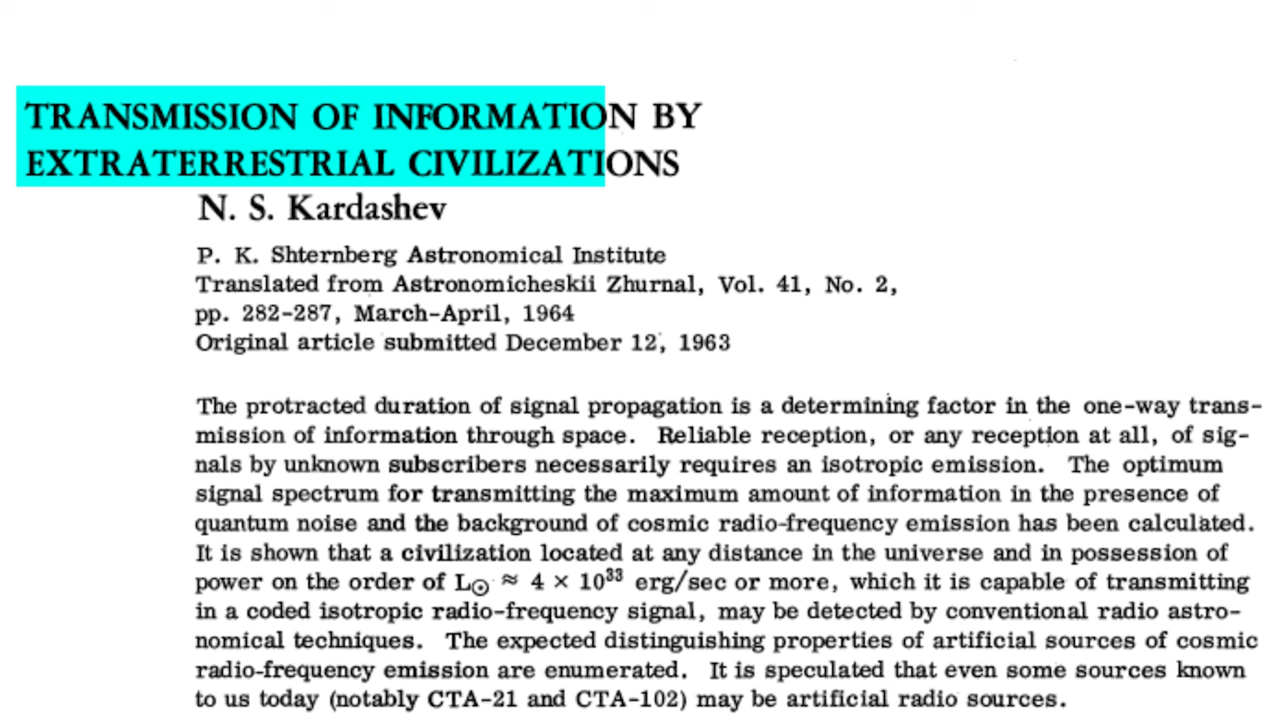 TRANSMISSION OF INFORMATION BY
EXTRATERRESTRIAL CIVILIZATIONS
N. S. Kardashev
P. K. Shternberg Astronomical Institute
Translated from Astronomicheskii Zhurnal, Vol. 41, No. 2,
pp. 282-287, March-April, 1964
Original article submitted December 12, 1963
The protracted duration of signal propagation is a determining factor in the one-way trans-
mission of information through space. Reliable reception, or any reception at all, of sig-
nals by unknown subscribers necessarily requires an isotropic emission. The optimum
signal spectrum for transmitting the maximum amount of information in the presence of
quantum noise and the background of cosmic radio-frequency emission has been calculated.
It is shown that a civilization located at any distance in the universe and in possession of
power on the order of L☉ ≈ 4 × 10³³ erg/sec or more, which it is capable of transmitting
in a coded isotropic radio-frequency signal, may be detected by conventional radio astro-
nomical techniques. The expected distinguishing properties of artificial sources of cosmic
radio-frequency emission are enumerated. It is speculated that even some sources known
to us today (notably CTA-21 and CTA-102) may be artificial radio sources.